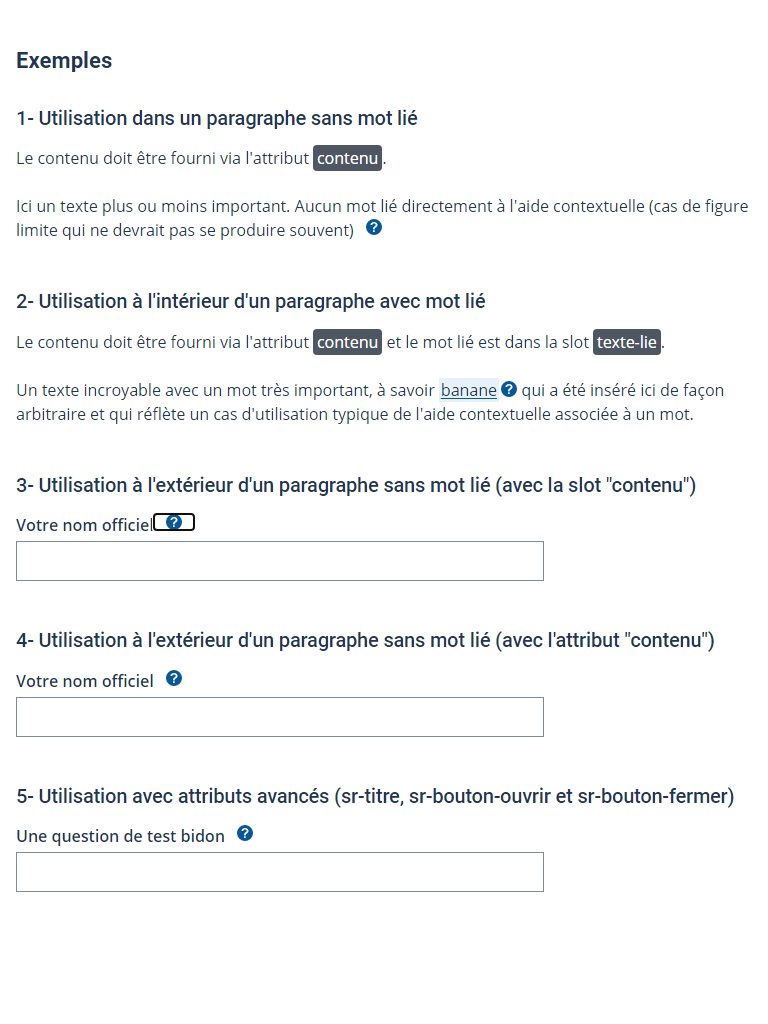 Exemples
1- Utilisation dans un paragraphe sans mot lié
Le contenu doit être fourni via l'attribut contenu.
Ici un texte plus ou moins important. Aucun mot lié directement à l'aide contextuelle (cas de figure
limite qui ne devrait pas se produire souvent) ?
2- Utilisation à l'intérieur d'un paragraphe avec mot lié
Le contenu doit être fourni via l'attribut contenu et le mot lié est dans la slot texte-lie.
Un texte incroyable avec un mot très important, à savoir banane ? qui a été inséré ici de façon
arbitraire et qui réflète un cas d'utilisation typique de l'aide contextuelle associée à un mot.
3- Utilisation à l'extérieur d'un paragraphe sans mot lié (avec la slot "contenu")
Votre nom officiel ?
4- Utilisation à l'extérieur d'un paragraphe sans mot lié (avec l'attribut "contenu")
Votre nom officiel ?
5- Utilisation avec attributs avancés (sr-titre, sr-bouton-ouvrir et sr-bouton-fermer)
Une question de test bidon ?